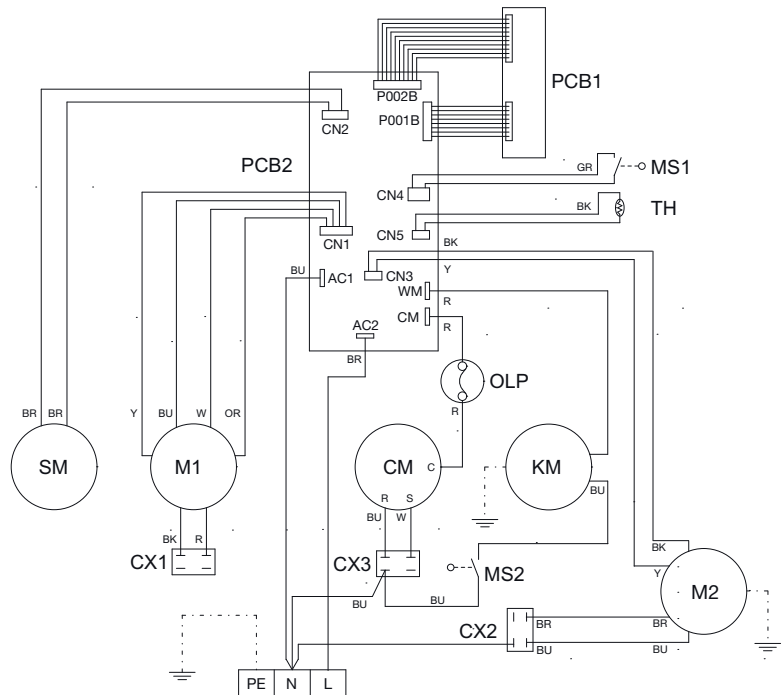 PCB1
P002B
P001B
CN2
PCB2
GR
MS1
CN4
BK
TH
CN5
CN1
BK
BU
AC1
CN3
Y
WM
R
CM
R
AC2
BR
OLP
BR BR Y BU W OR
R
SM
M1
CM
C
KM
R S
BU
BU W
BK R
BK
CX1
CX3
MS2
Y
M2
BU
BU
CX2
BR
BR
BU
BU
PE N L